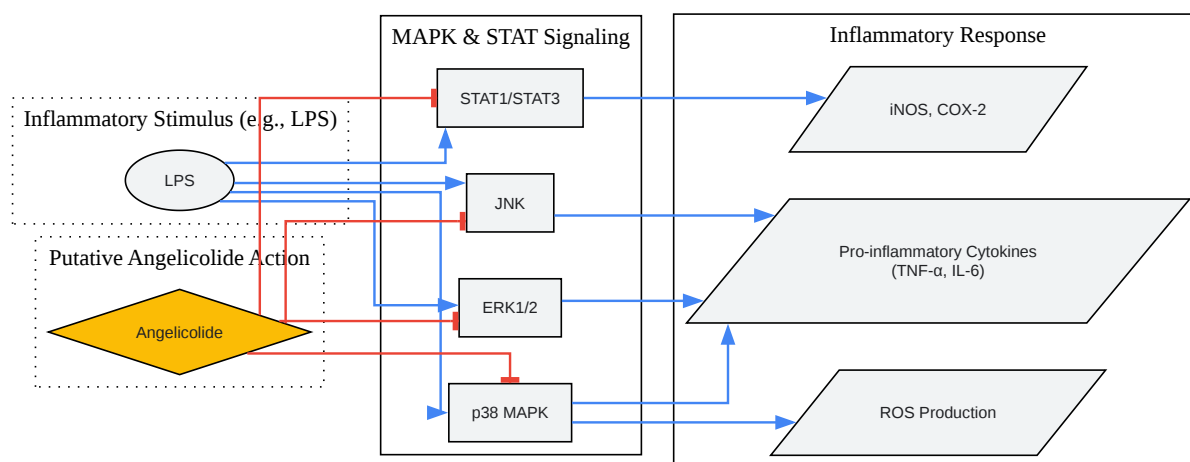 MAPK & STAT Signaling
Inflammatory Response
STAT1/STAT3
iNOS, COX-2
Inflammatory Stimulus (e.g., LPS)
LPS
JNK
Pro-inflammatory Cytokines
(TNF-α, IL-6)
Putative Angelicolide Action
ERK1/2
Angelicolide
p38 MAPK
ROS Production